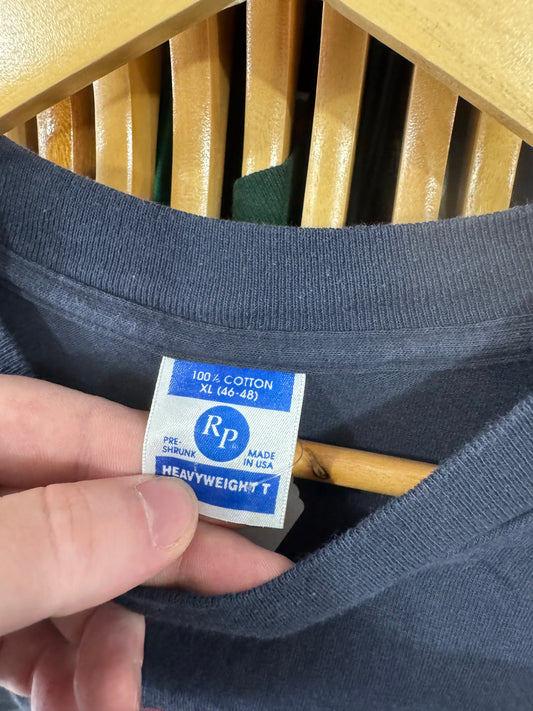 100% COTTON
XL (46-48)
RP
PRE-
SHRUNK
MADE
IN USA
HEAVYWEIGHT T